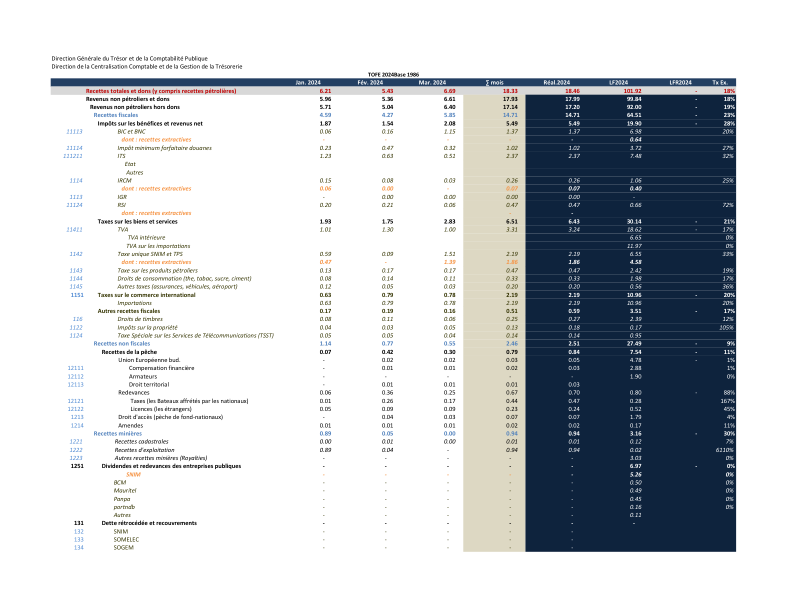 Direction Générale du Trésor et de la Comptabilité Publique
Direction de la Centralisation Comptable et de la Gestion de la Trésorerie
TOFE 2024Base 1986
Jan. 2024 Fév. 2024 Mar. 2024 ∑ mois Réal.2024 LF2024 LFR2024 Tx Ex.
Recettes totales et dons (y compris recettes pétrolières) 6.21 5.43 6.69 18.33 18.46 101.92 - 18%
Revenus non pétroliers et dons 5.96 5.36 6.61 17.93 17.99 99.84 - 18%
Revenus non pétroliers hors dons 5.71 5.04 6.40 17.14 17.20 92.00 - 19%
Recettes fiscales 4.59 4.27 5.85 14.71 14.71 64.51 - 23%
Impôts sur les bénéfices et revenus net 1.87 1.54 2.08 5.49 5.49 19.90 - 28%
11113 BIC et BNC 0.06 0.16 1.15 1.37 1.37 6.98 20%
dont : recettes extractives - 0.64
11114 Impôt minimum forfaitaire douanes 0.23 0.47 0.32 1.02 1.02 3.72 27%
111211 ITS 1.23 0.63 0.51 2.37 2.37 7.48 32%
Etat
Autres
1114 IRCM 0.15 0.08 0.03 0.26 0.26 1.06 25%
dont : recettes extractives 0.06 0.00 - 0.07 0.07 0.40
1113 IGR - 0.00 0.00 0.00 0.00 -
11124 RSI 0.20 0.21 0.06 0.47 0.47 0.66 72%
dont : recettes extractives -
Taxes sur les biens et services 1.93 1.75 2.83 6.51 6.43 30.14 - 21%
11411 TVA 1.01 1.30 1.00 3.31 3.24 18.62 17%
TVA intérieure 6.65 0%
TVA sur les importations 11.97 0%
1142 Taxe unique SNIM et TPS 0.59 0.09 1.51 2.19 2.19 6.55 33%
dont : recettes extractives 0.47 - 1.39 1.86 1.86 4.58
1143 Taxe sur les produits pétroliers 0.13 0.17 0.17 0.47 0.47 2.42 19%
1144 Droits de consommation (the, tabac, sucre, ciment) 0.08 0.14 0.11 0.33 0.33 1.98 17%
1145 Autres taxes (assurances, véhicules, aéroport) 0.12 0.05 0.03 0.20 0.20 0.56 36%
1151 Taxes sur le commerce international 0.63 0.79 0.78 2.19 2.19 10.96 - 20%
Importations 0.63 0.79 0.78 2.19 2.19 10.96 20%
Autres recettes fiscales 0.17 0.19 0.16 0.51 0.59 3.51 - 17%
116 Droits de timbres 0.08 0.11 0.06 0.25 0.27 2.39 12%
1122 Impôts sur la propriété 0.04 0.03 0.05 0.13 0.18 0.17 105%
1124 Taxe Spéciale sur les Services de Télécommunications (TSST) 0.05 0.05 0.04 0.14 0.14 0.95
Recettes non fiscales 1.14 0.77 0.55 2.46 2.51 27.49 - 9%
Recettes de la pêche 0.07 0.42 0.30 0.79 0.84 7.54 - 11%
Union Européenne bud. - 0.02 0.02 0.03 0.05 4.78 - 1%
12111 Compensation financière - 0.01 0.01 0.02 0.03 2.88 1%
12112 Armateurs - - 0.00 0.00 0.00 1.90 0%
12113 Droit territorial - 0.01 0.01 0.01 0.03
Redevances 0.06 0.36 0.25 0.67 0.70 0.80 - 88%
12121 Taxes (les Bateaux affrétés par les nationaux) 0.01 0.26 0.17 0.44 0.47 0.28 167%
12122 Licences (les étrangers) 0.05 0.09 0.09 0.23 0.24 0.52 45%
1213 Droit d'accès (pèche de fond-nationaux) - 0.04 0.03 0.07 0.07 1.79 4%
1214 Amendes 0.01 0.01 0.01 0.02 0.02 0.17 11%
Recettes minières 0.89 0.05 0.00 0.94 0.94 3.16 - 30%
1221 Recettes cadastrales 0.00 0.01 0.00 0.01 0.01 0.12 7%
1222 Recettes d'exploitation 0.89 0.04 - 0.94 0.94 0.02 6110%
1223 Autres recettes minières (Royalties) - - - - - 3.03 0%
1251 Dividendes et redevances des entreprises publiques - - - - - 6.97 - 0%
SNIM - - - - - 5.26 0%
BCM - - - - - 0.50 0%
Mauritel - - - - - 0.49 0%
Panpa - - - - - 0.45 0%
portndb - - - - - 0.16 0%
Autres - - - - - 0.11
131 Dette rétrocédée et recouvrements - - - - - -
132 SNIM - - - - -
133 SOMELEC - - - - -
134 SOGEM - - - - -